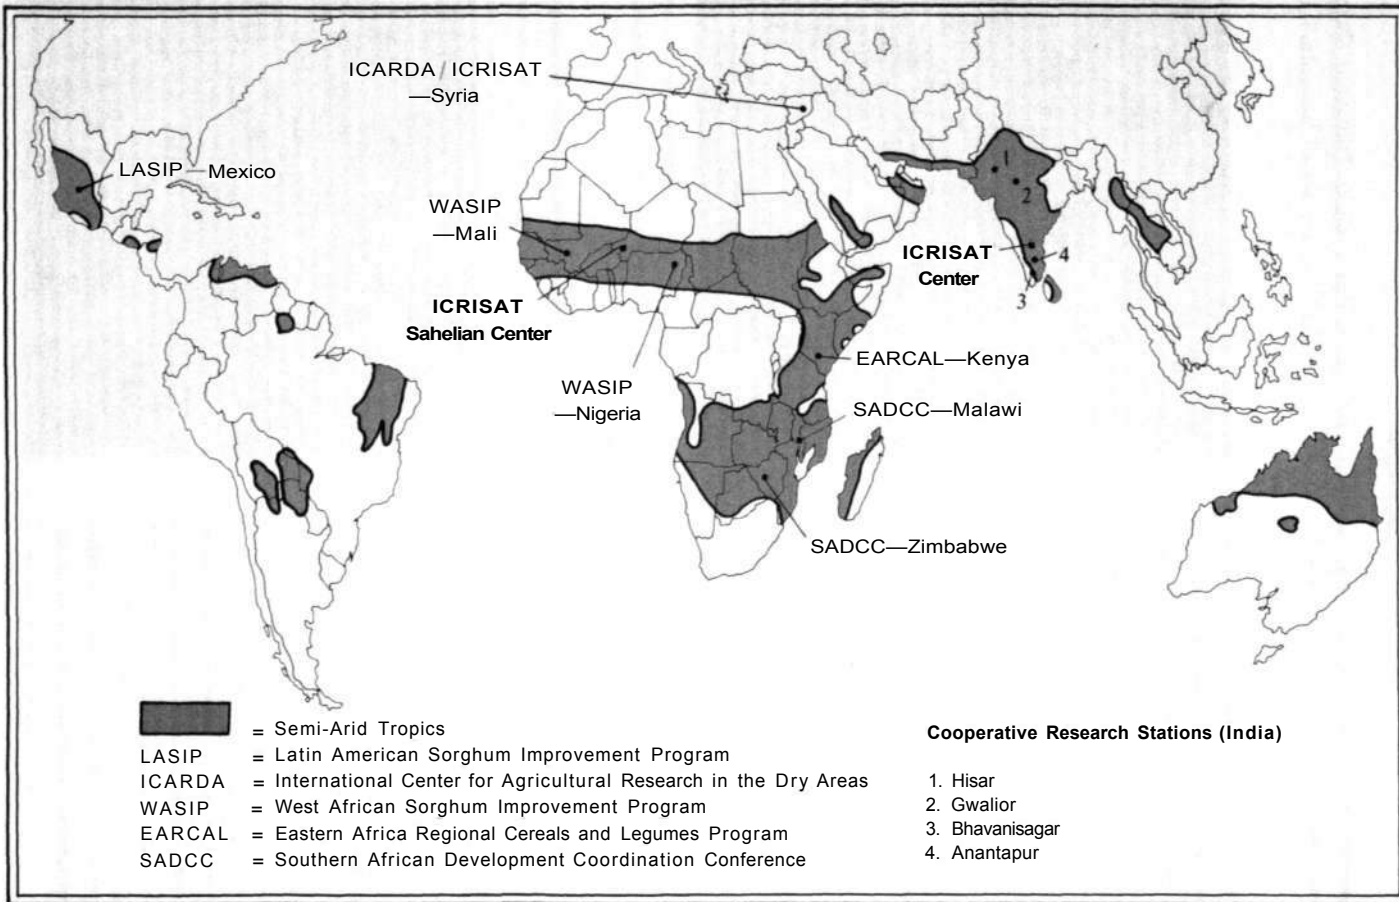 ICARDA / ICRISAT
—Syria
LASIP — Mexico
WASIP
—Mali
ICRISAT
Sahelian Center
WASIP
—Nigeria
ICRISAT
Center
1
2
4
3
EARCAL—Kenya
SADCC—Malawi
SADCC—Zimbabwe
= Semi-Arid Tropics
LASIP = Latin American Sorghum Improvement Program
ICARDA = International Center for Agricultural Research in the Dry Areas
WASIP = West African Sorghum Improvement Program
EARCAL = Eastern Africa Regional Cereals and Legumes Program
SADCC = Southern African Development Coordination Conference
Cooperative Research Stations (India)
1. Hisar
2. Gwalior
3. Bhavanisagar
4. Anantapur